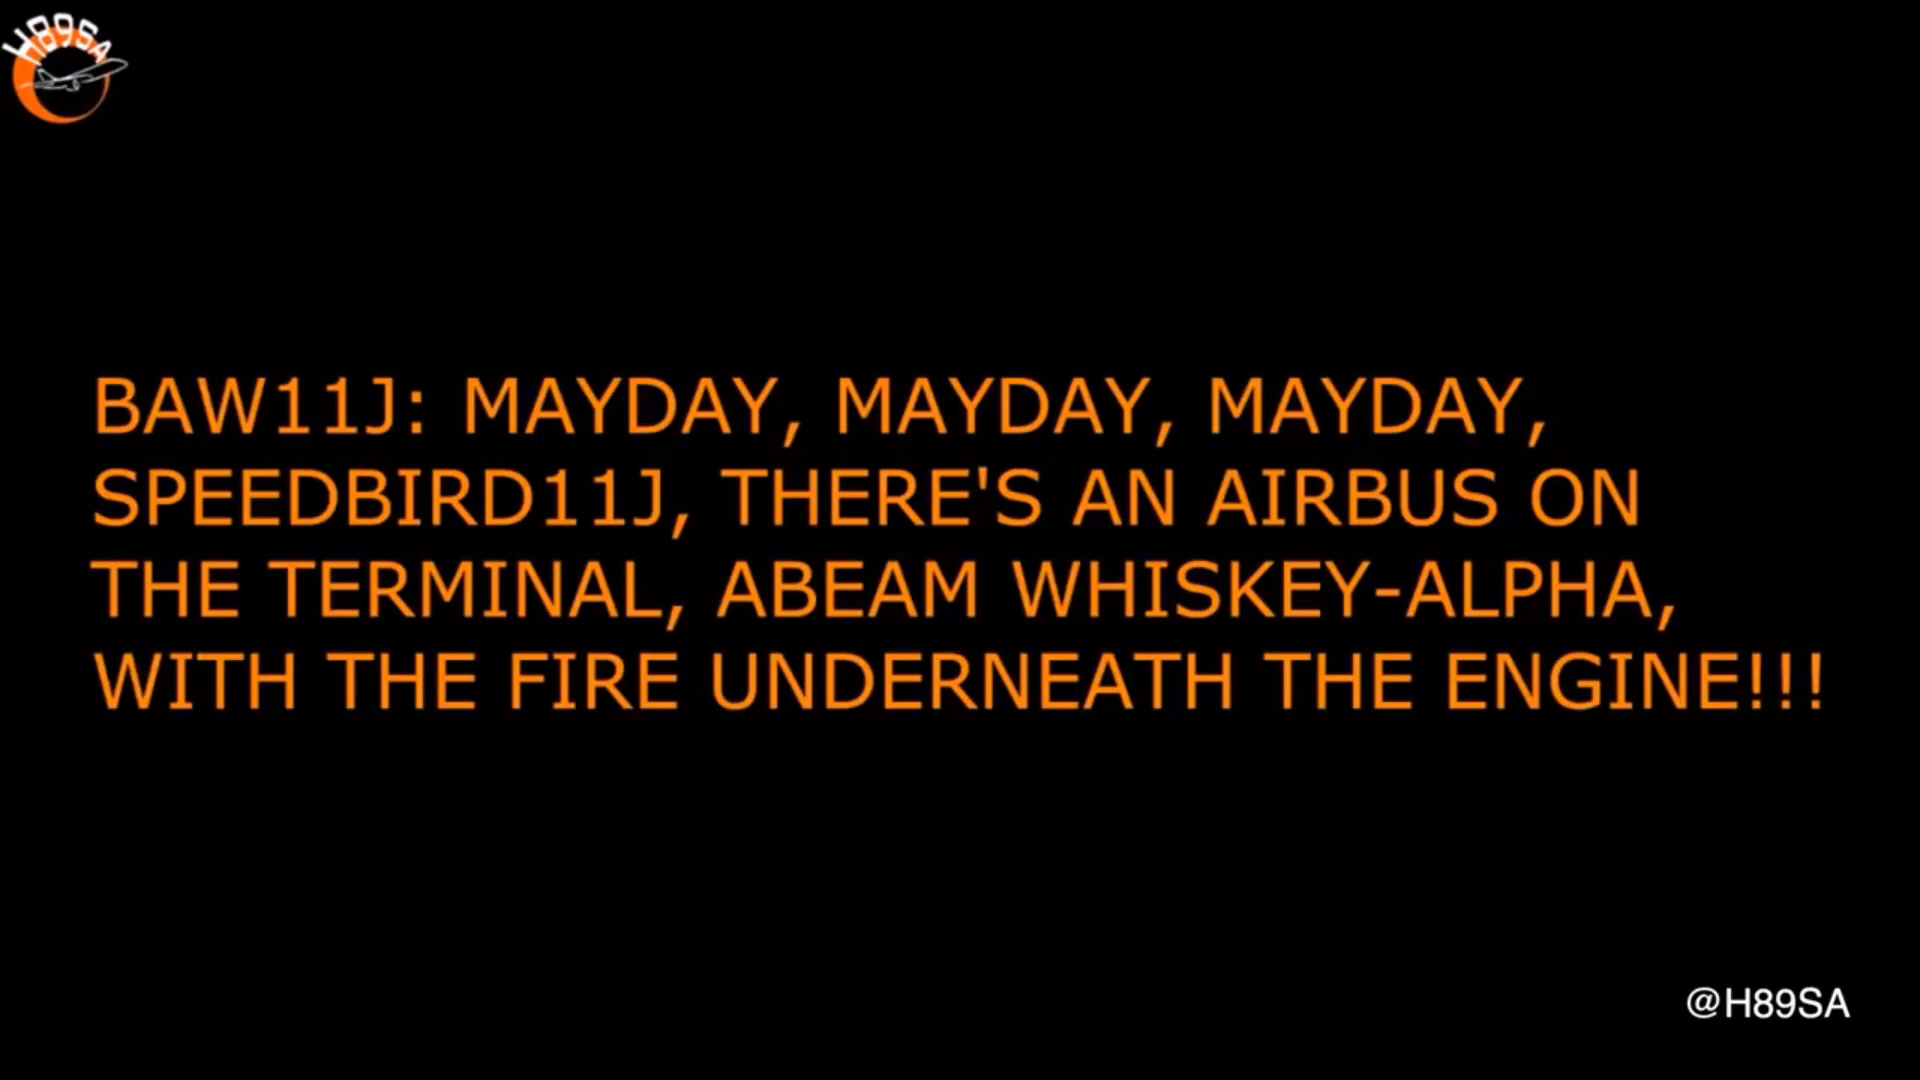 H89SA
BAW11J: MAYDAY, MAYDAY, MAYDAY,
SPEEDBIRD11J, THERE'S AN AIRBUS ON
THE TERMINAL, ABEAM WHISKEY-ALPHA,
WITH THE FIRE UNDERNEATH THE ENGINE!!!
@H89SA